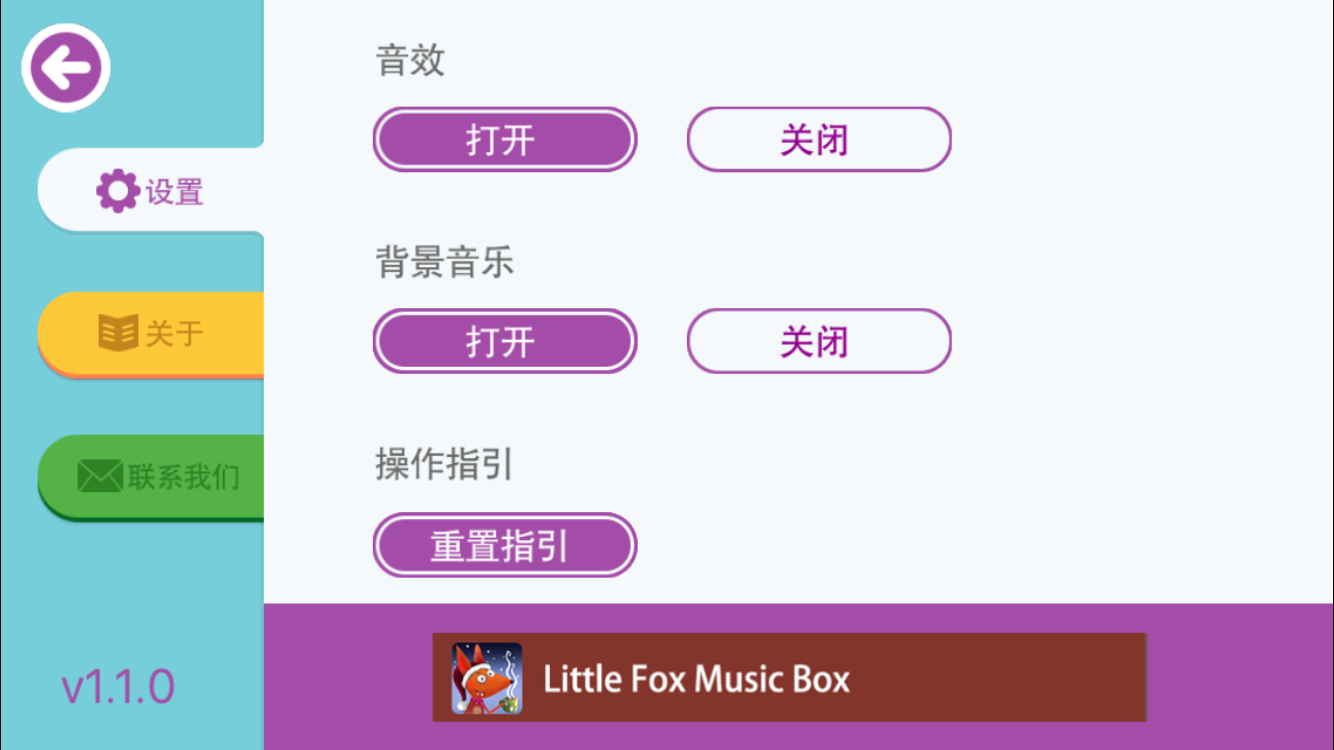 设置
关于
联系我们
v1.1.0
音效
打开
关闭
背景音乐
打开
关闭
操作指引
重置指引
Little Fox Music Box